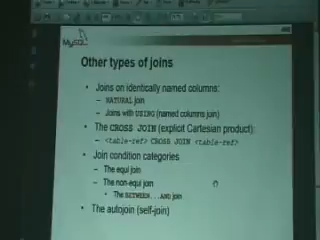 MySQL
Other types of joins
• Joins on identically named columns:
– NATURAL join
– Joins with USING (named columns join)
• The CROSS JOIN (explicit Cartesian product):
– <table-ref> CROSS JOIN <table-ref>
• Join condition categories
– The equi join
– The non-equi join
• The BETWEEN...AND join
• The autojoin (self-join)